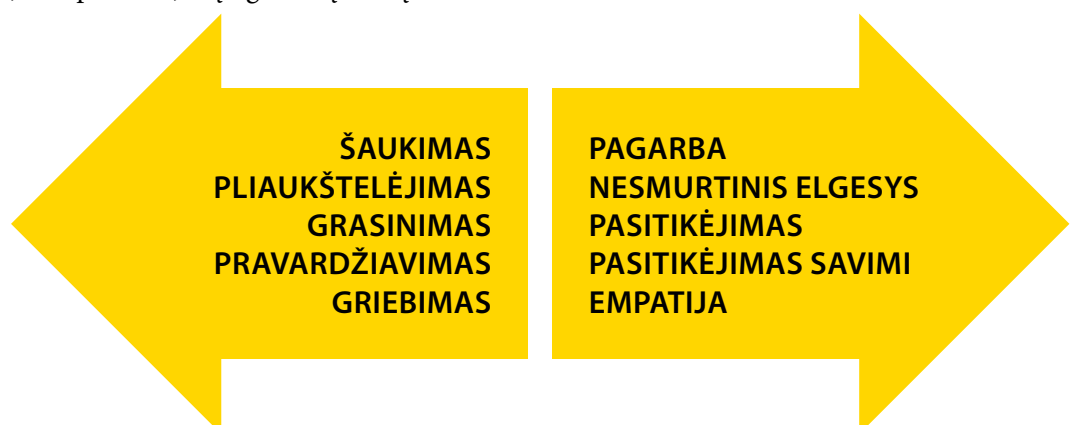 ŠAUKIMAS
PLIAUKŠTELĖJIMAS
GRASINIMAS
PRAVARDŽIAVIMAS
GRIEBIMAS
PAGARBA
NESMURTINIS ELGESYS
PASITIKĖJIMAS
PASITIKĖJIMAS SAVIMI
EMPATIJA